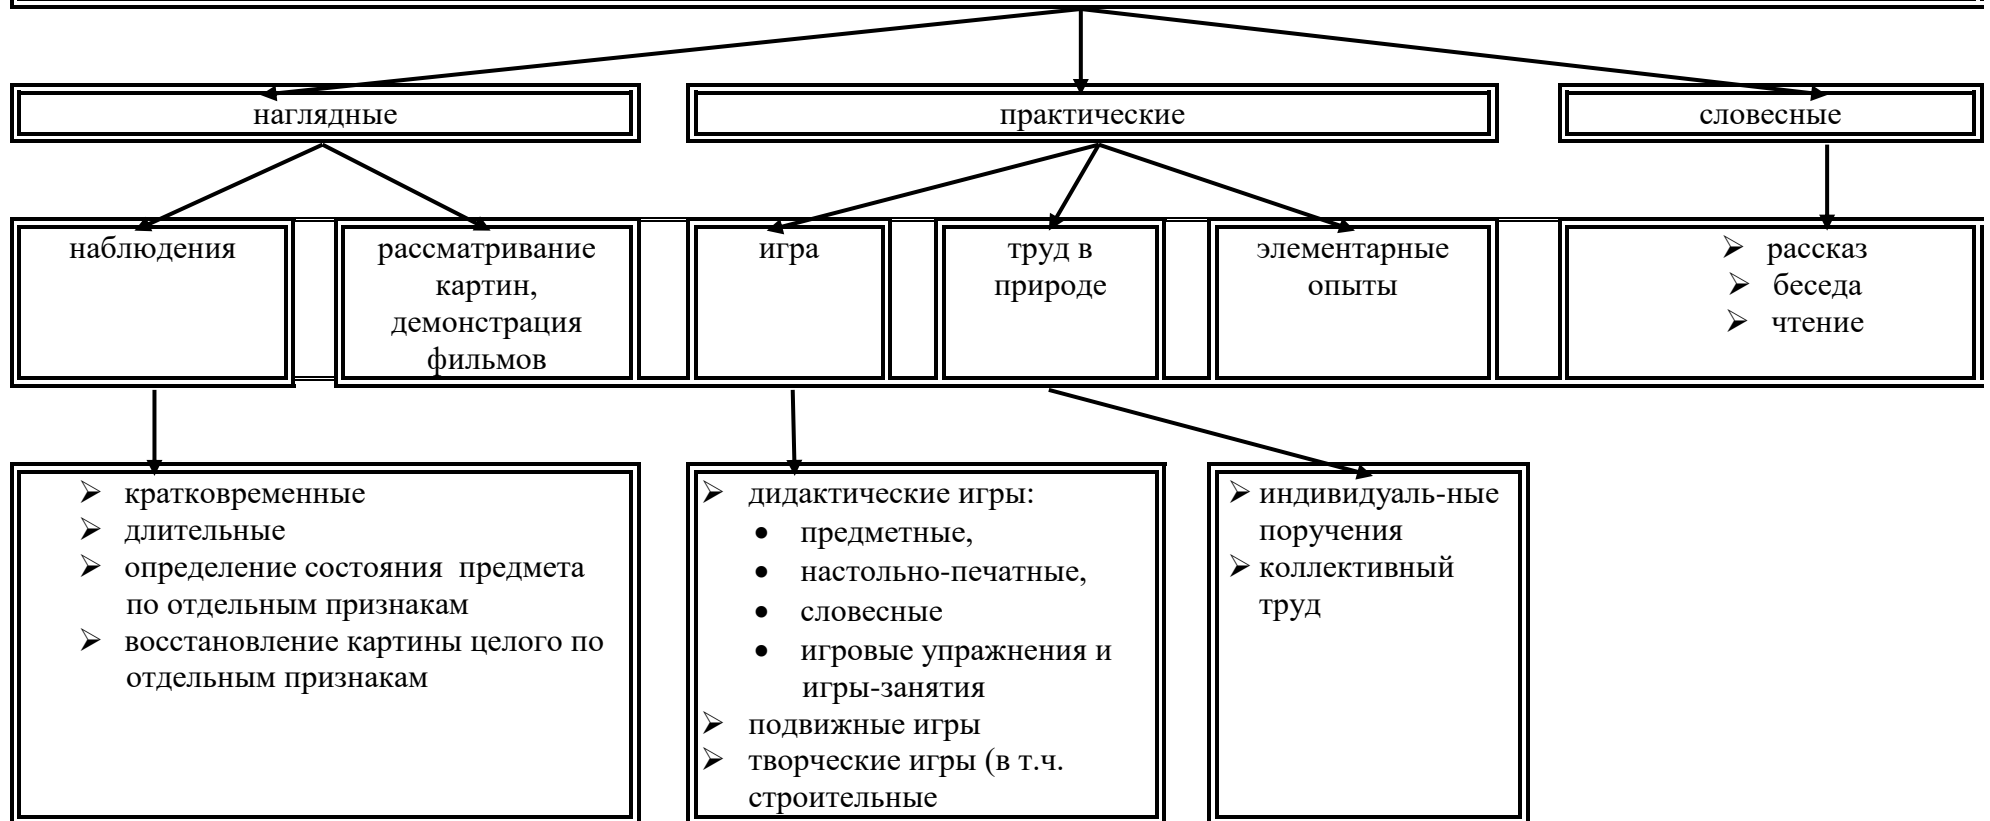 наглядные
практические
словесные
наблюдения
рассматривание
картин,
демонстрация
фильмов
игра
труд в
природе
элементарные
опыты
➢ рассказ
➢ беседа
➢ чтение
➢ кратковременные
➢ длительные
➢ определение состояния предмета
по отдельным признакам
➢ восстановление картины целого по
отдельным признакам
➢ дидактические игры:
• предметные,
• настольно-печатные,
• словесные
• игровые упражнения и
игры-занятия
➢ подвижные игры
➢ творческие игры (в т.ч.
строительные
➢ индивидуаль-ные
поручения
➢ коллективный
труд